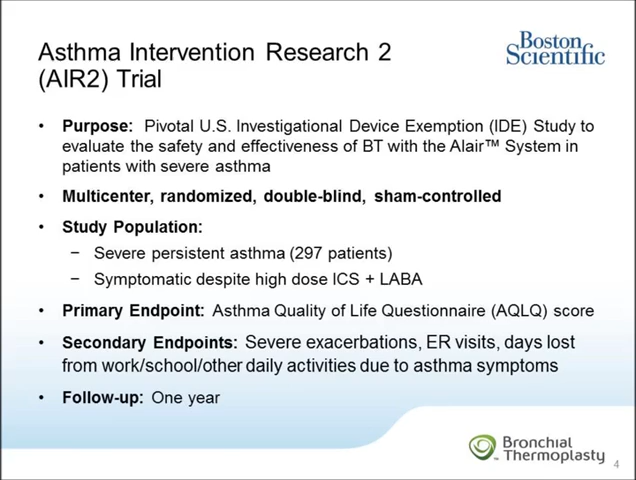 Asthma Intervention Research 2
(AIR2) Trial
Boston
Scientific
• Purpose: Pivotal U.S. Investigational Device Exemption (IDE) Study to
evaluate the safety and effectiveness of BT with the Alair™ System in
patients with severe asthma
• Multicenter, randomized, double-blind, sham-controlled
• Study Population:
− Severe persistent asthma (297 patients)
− Symptomatic despite high dose ICS + LABA
• Primary Endpoint: Asthma Quality of Life Questionnaire (AQLQ) score
• Secondary Endpoints: Severe exacerbations, ER visits, days lost
from work/school/other daily activities due to asthma symptoms
• Follow-up: One year
Bronchial
Thermoplasty
4